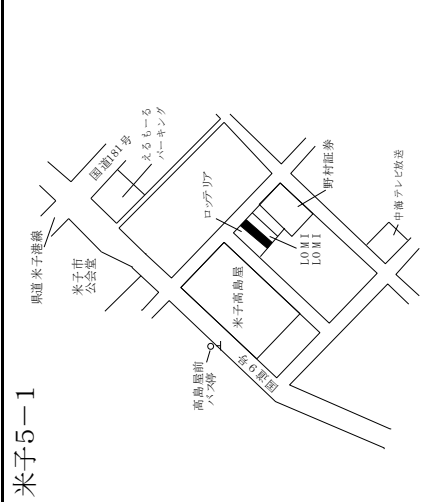 米子5－1
県道米子港線
国道181号
えるもーる
パーキング
米子市
公会堂
ロッテリア
野村証券
LOMI
LOMI
米子高島屋
中海テレビ放送
高島屋前
バス停
国道9号